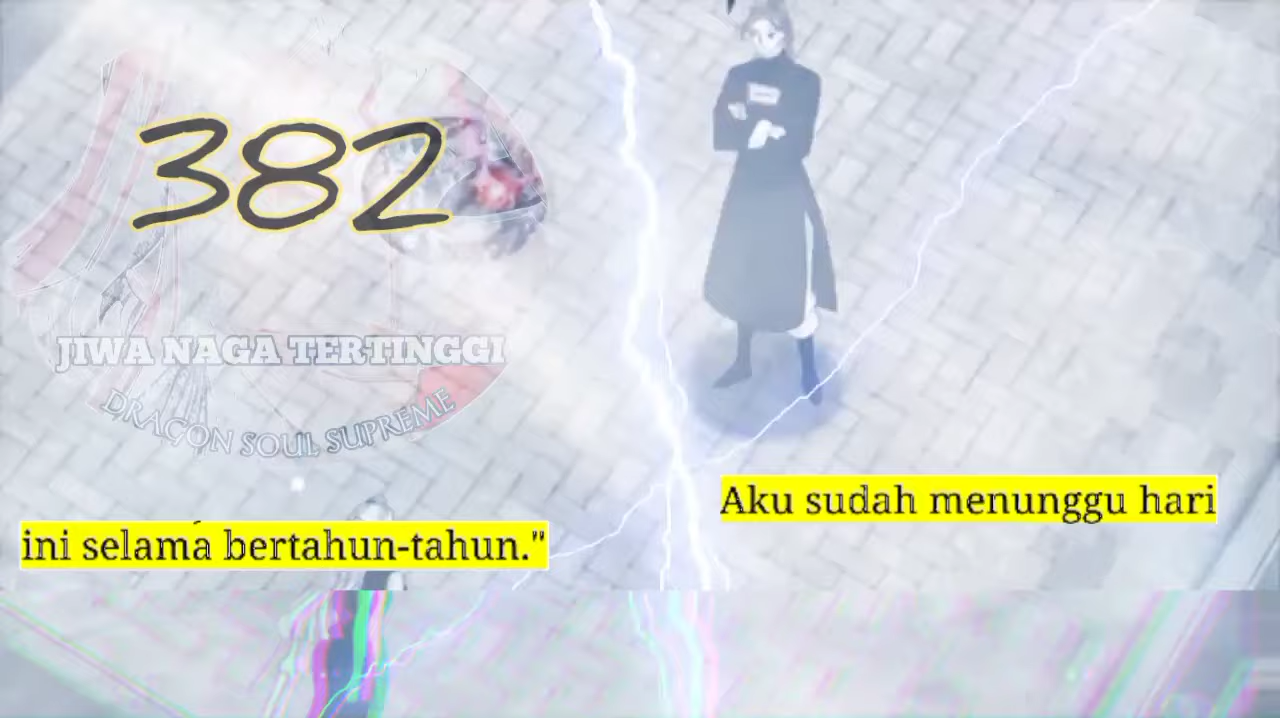 382
JIWA NAGA TERTINGGI
DRAGON SOUL SUPREME
Aku sudah menunggu hari
ini selama bertahun-tahun."